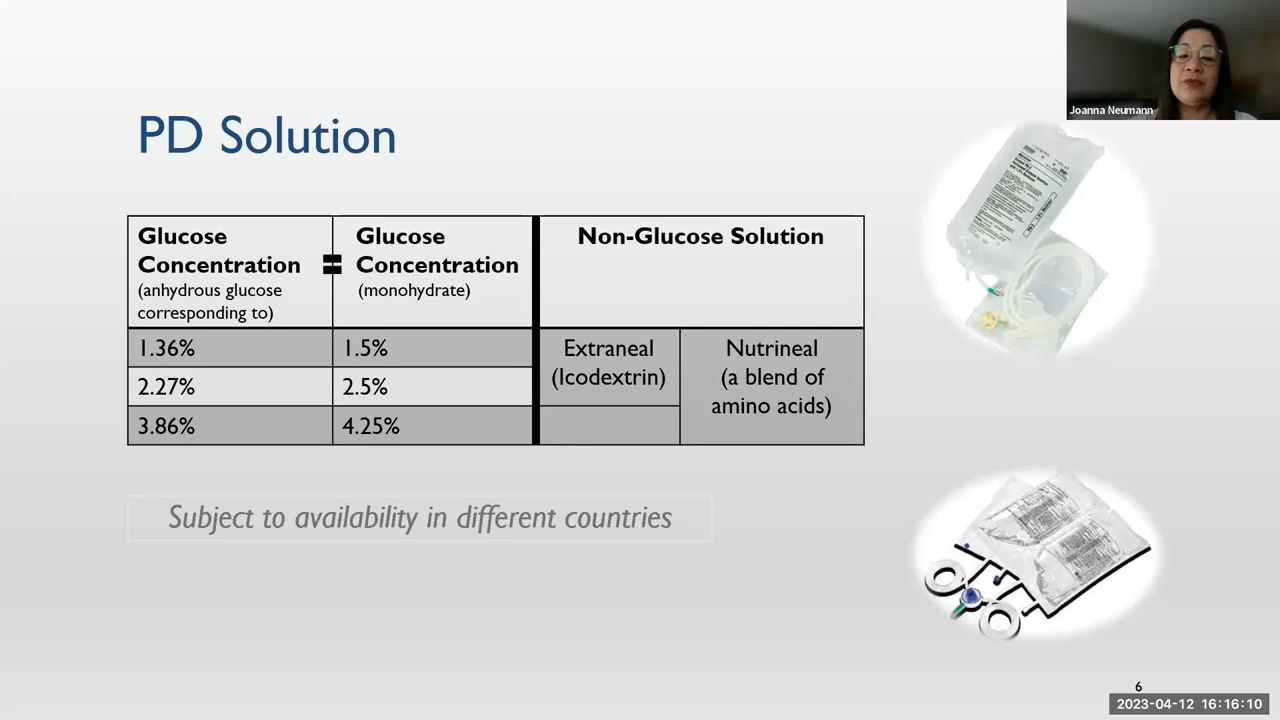 Joanna Neumann
PD Solution
Glucose
Concentration
(anhydrous glucose
corresponding to)
=
Glucose
Concentration
(monohydrate)
Non-Glucose Solution
1.36%
1.5%
Extraneal
(Icodextrin)
Nutrineal
(a blend of
amino acids)
2.27%
2.5%
3.86%
4.25%
Subject to availability in different countries
6
2023-04-12 16:16:10